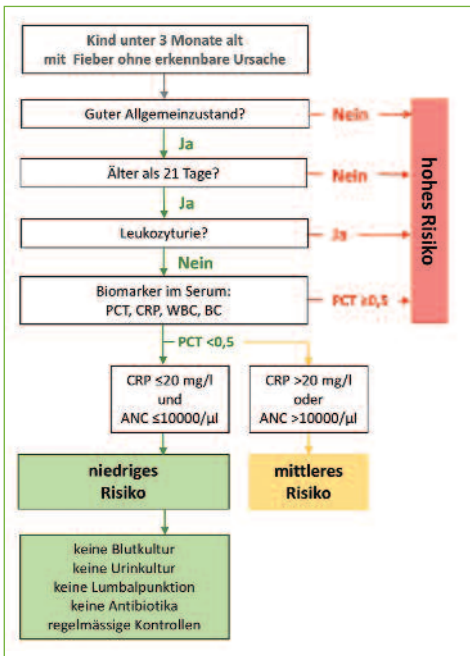 Kind unter 3 Monate alt
mit Fieber ohne erkennbare Ursache
Guter Allgemeinzustand?
Nein
Ja
Älter als 21 Tage?
Nein
Ja
Leukozyturie?
Ja
Nein
Biomarker im Serum:
PCT, CRP, WBC, BC
PCT ≥0,5
hohes Risiko
PCT <0,5
CRP ≤20 mg/l
und
ANC ≤10000/µl
CRP >20 mg/l
oder
ANC >10000/µl
niedriges
Risiko
mittleres
Risiko
keine Blutkultur
keine Urinkultur
keine Lumbalpunktion
keine Antibiotika
regelmässige Kontrollen